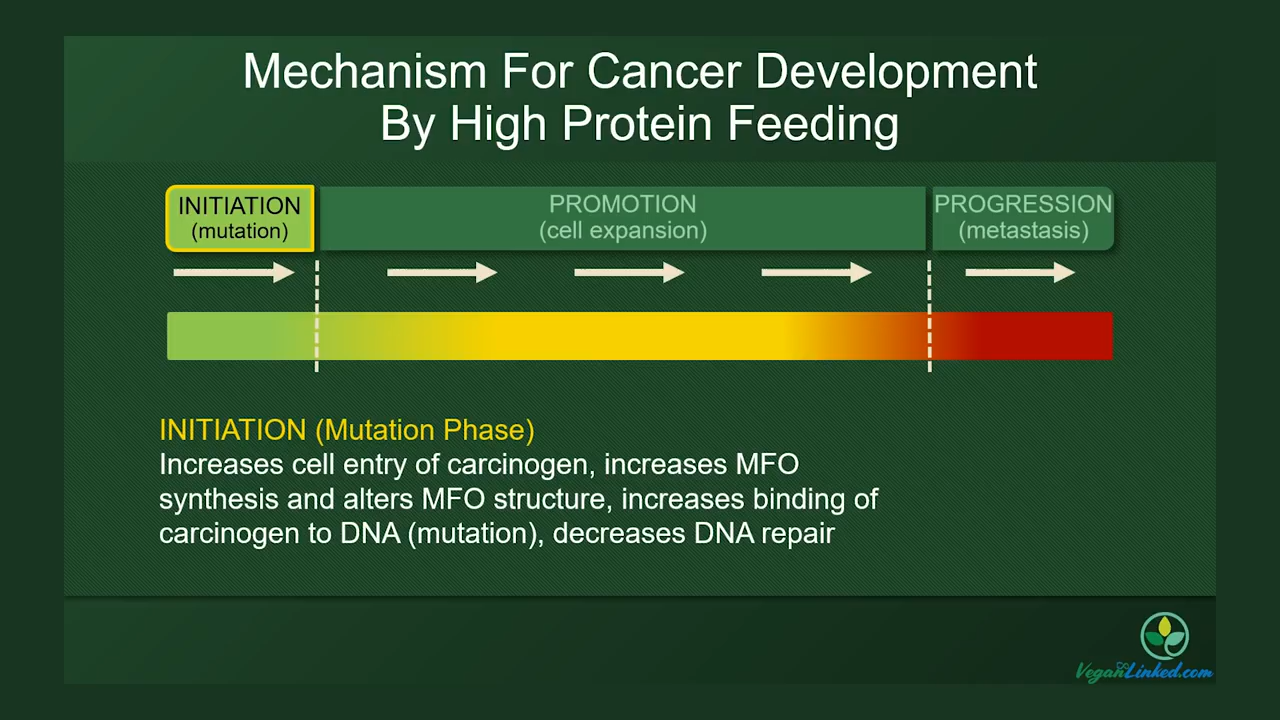 Mechanism For Cancer Development
By High Protein Feeding
INITIATION
(mutation)
PROMOTION
(cell expansion)
PROGRESSION
(metastasis)
INITIATION (Mutation Phase)
Increases cell entry of carcinogen, increases MFO
synthesis and alters MFO structure, increases binding of
carcinogen to DNA (mutation), decreases DNA repair
VeganLinked.com